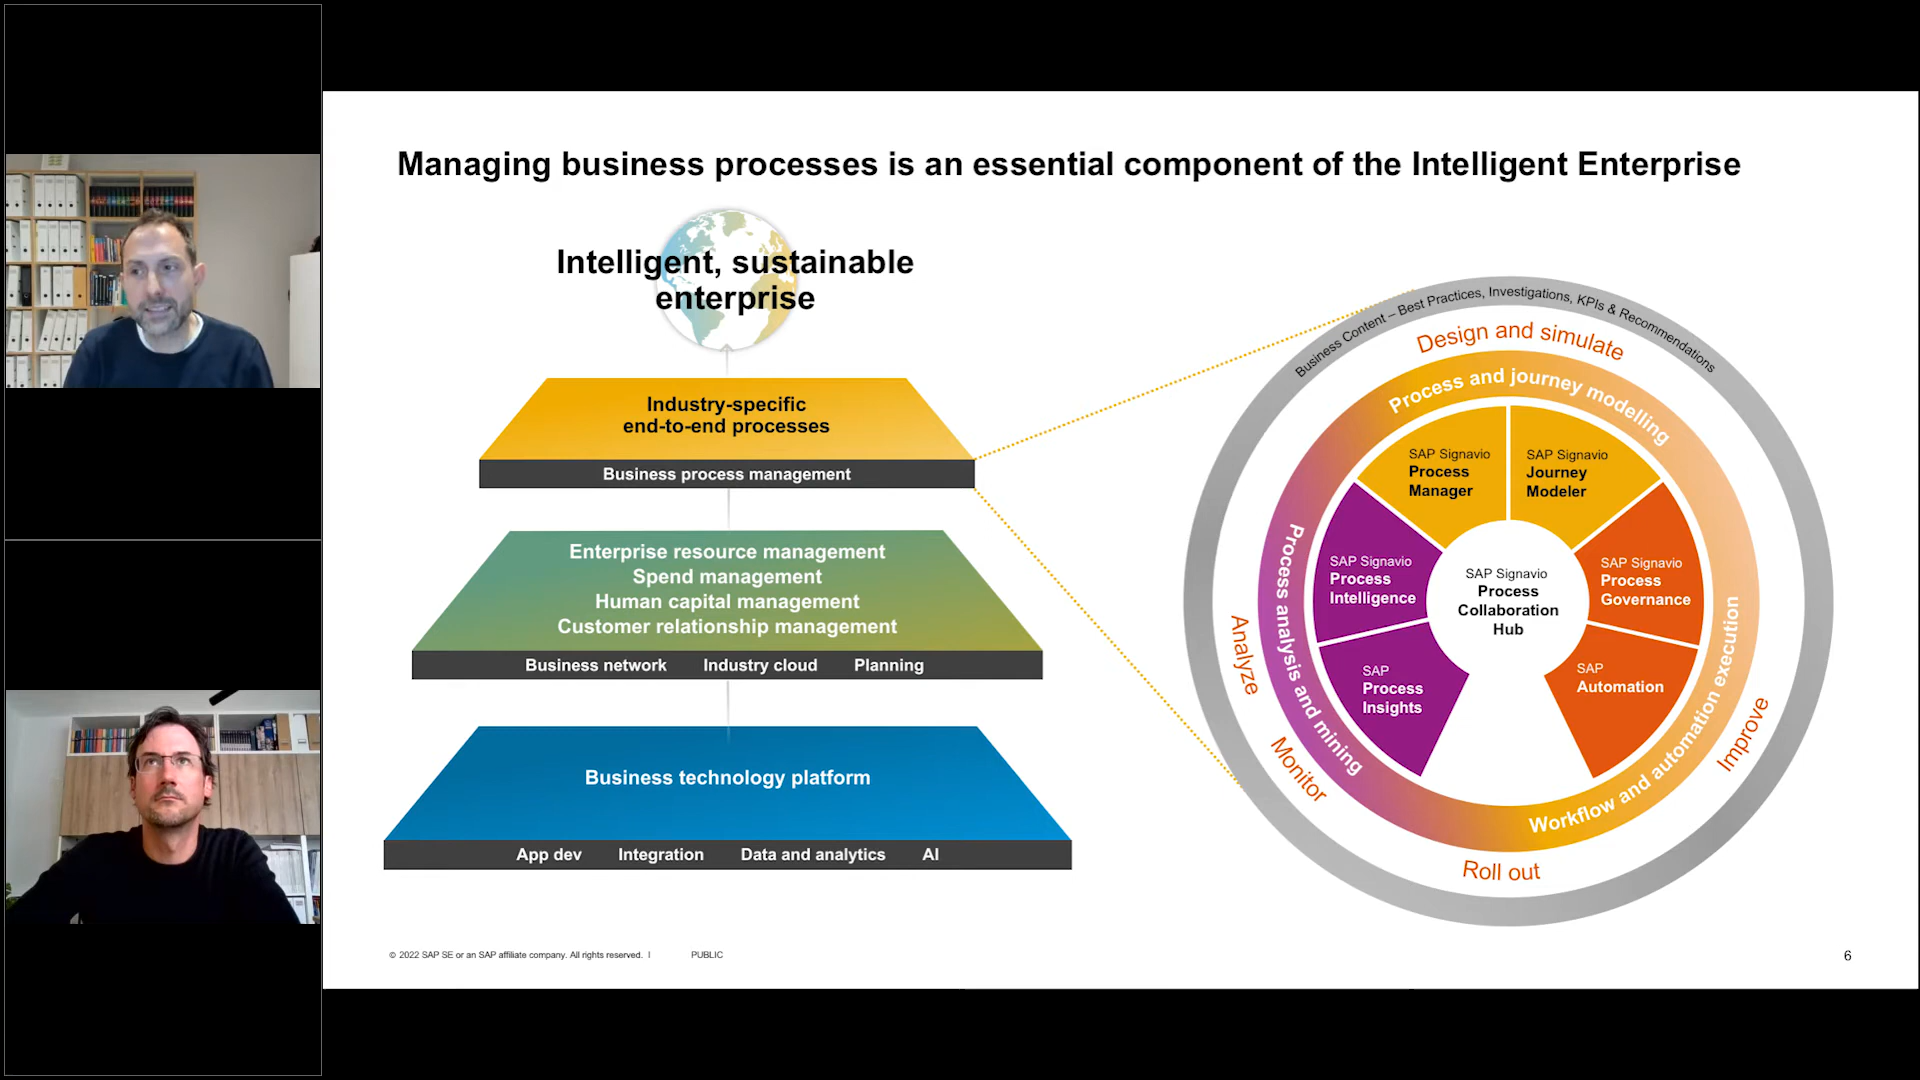 Managing business processes is an essential component of the Intelligent Enterprise
Intelligent, sustainable
enterprise
Industry-specific
end-to-end processes
Business process management
Enterprise resource management
Spend management
Human capital management
Customer relationship management
Business network Industry cloud Planning
Business technology platform
App dev Integration Data and analytics AI
Business Content – Best Practices, Investigations, KPIs & Recommendations
Design and simulate
Process and journey modelling
SAP Signavio
Process
Manager
SAP Signavio
Journey
Modeler
Process analysis and mining
SAP Signavio
Process
Intelligence
SAP Signavio
Process
Collaboration
Hub
SAP Signavio
Process
Governance
SAP
Process
Insights
SAP
Automation
Workflow and automation execution
Analyze
Monitor
Improve
Roll out
© 2022 SAP SE or an SAP affiliate company. All rights reserved. I PUBLIC
6